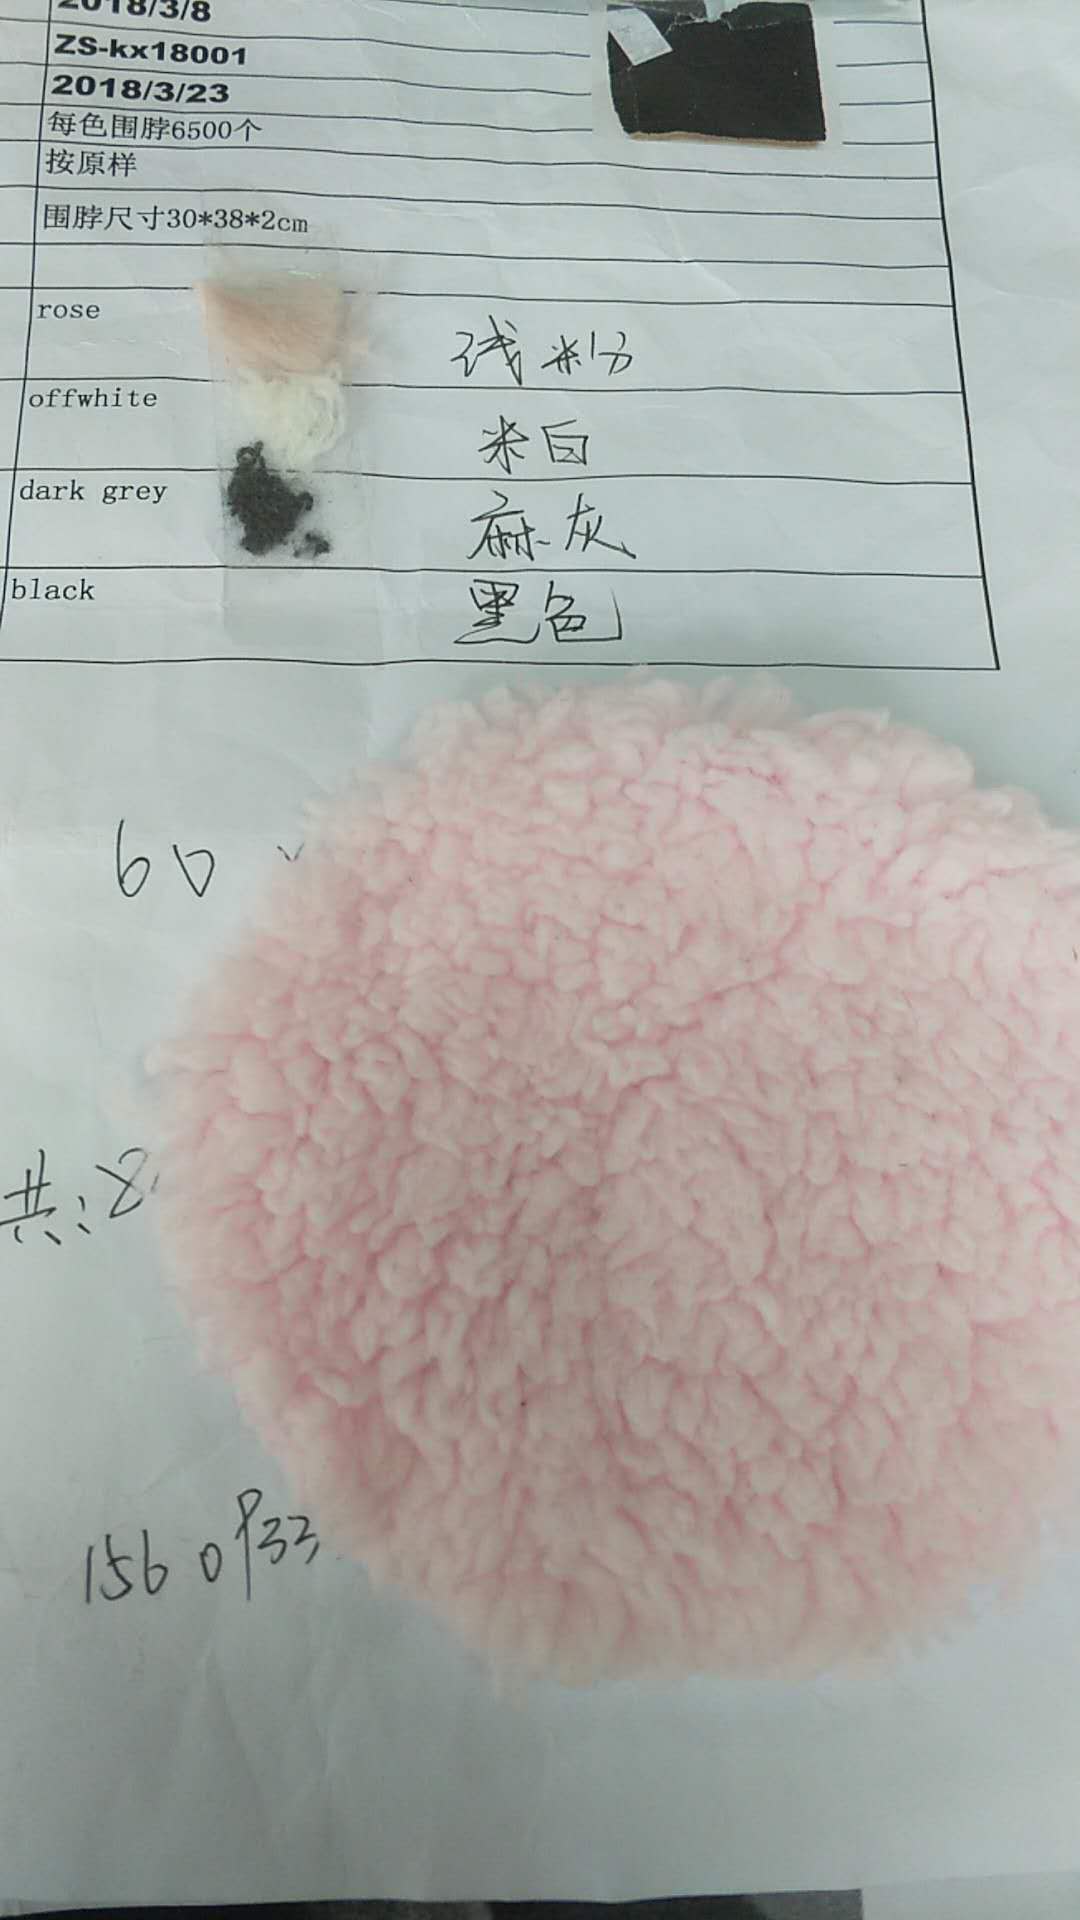 2018/3/8
ZS-kx18001
2018/3/23
每色围脖6500个
按原样
围脖尺寸30*38*2cm
rose 浅粉
offwhite 米白
dark grey 麻灰
black 黑色
60
共:8
1560P33